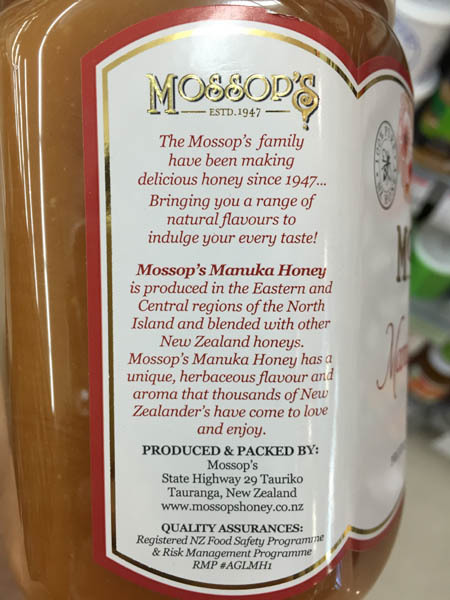 MOSSOP'S
ESTD. 1947
The Mossop's family
have been making
delicious honey since 1947...
Bringing you a range of
natural flavours to
indulge your every taste!
Mossop's Manuka Honey
is produced in the Eastern and
Central regions of the North
Island and blended with other
New Zealand honeys.
Mossop's Manuka Honey has a
unique, herbaceous flavour and
aroma that thousands of New
Zealander's have come to love
and enjoy.
PRODUCED & PACKED BY:
Mossop's
State Highway 29 Tauriko
Tauranga, New Zealand
www.mossopshoney.co.nz
QUALITY ASSURANCES:
Registered NZ Food Safety Programme
& Risk Management Programme
RMP #AGLMH1